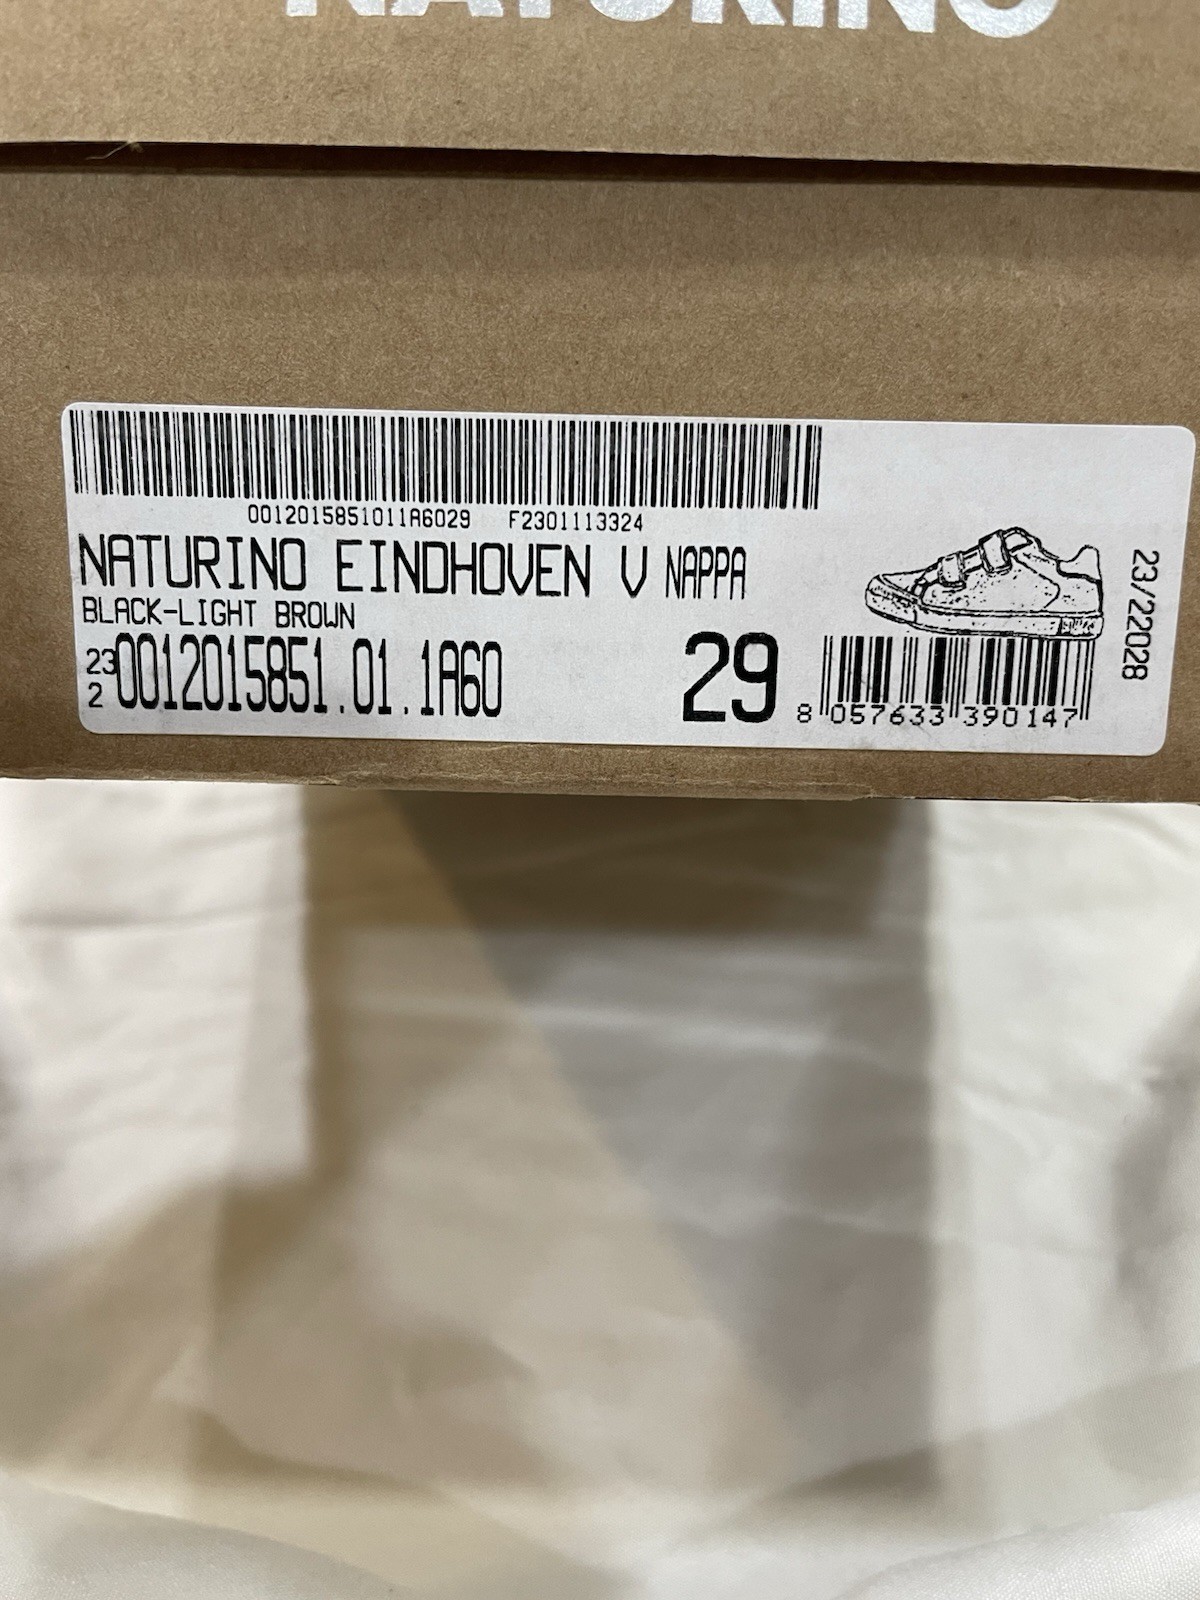 NATURINO
0012015851011A6029 F2301113324
NATURINO EINDHOVEN V NAPPA
BLACK-LIGHT BROWN
23
2
0012015851.01.1A60
29
8 057633 390147
23/22028